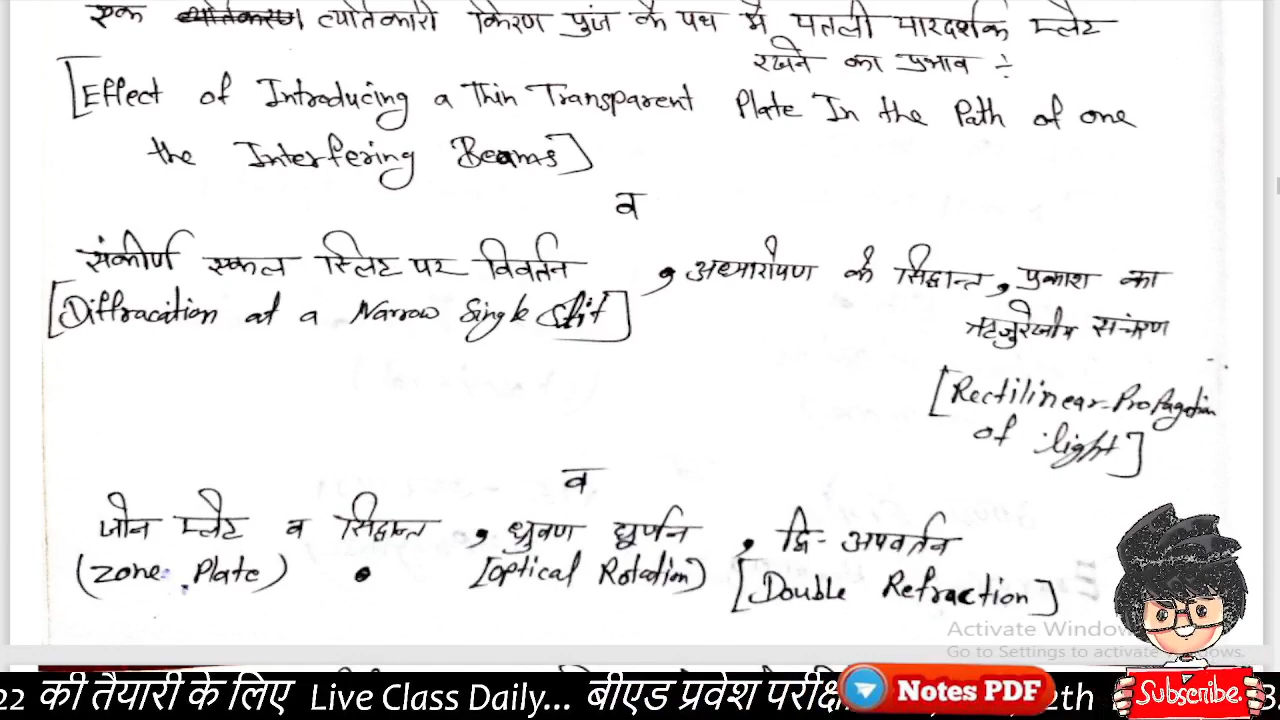 एक व्यतिकारी किरण पुंज के पथ में पतली पारदर्शक प्लेट
रखने का प्रभाव ÷
[Effect of Introducing a Thin Transparent Plate In the Path of one
the Interfering Beams]
व
संकीर्ण एकल स्लिट पर विवर्तन , अध्यारोपण के सिद्धान्त, प्रकाश का
[Diffracation at a Narrow Single Slit]
ऋजुरेखीय संचरण
[Rectilinear Propagation
of light]
व
जोन प्लेट व सिद्धान्त , ध्रुवण घूर्णन , द्वि-अपवर्तन
(Zone Plate) [Optical Rotation) [Double Refraction]
Activate Window
Go to Settings to activate windows.
22 की तैयारी के लिए Live Class Daily... बीएड प्रवेश परीक्षा
Notes PDF
Subscribe.